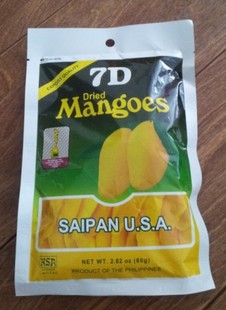 7D
Dried
Mangoes
SAIPAN U.S.A.
NET WT. 2.82 oz (80g)
PRODUCT OF THE PHILIPPINES